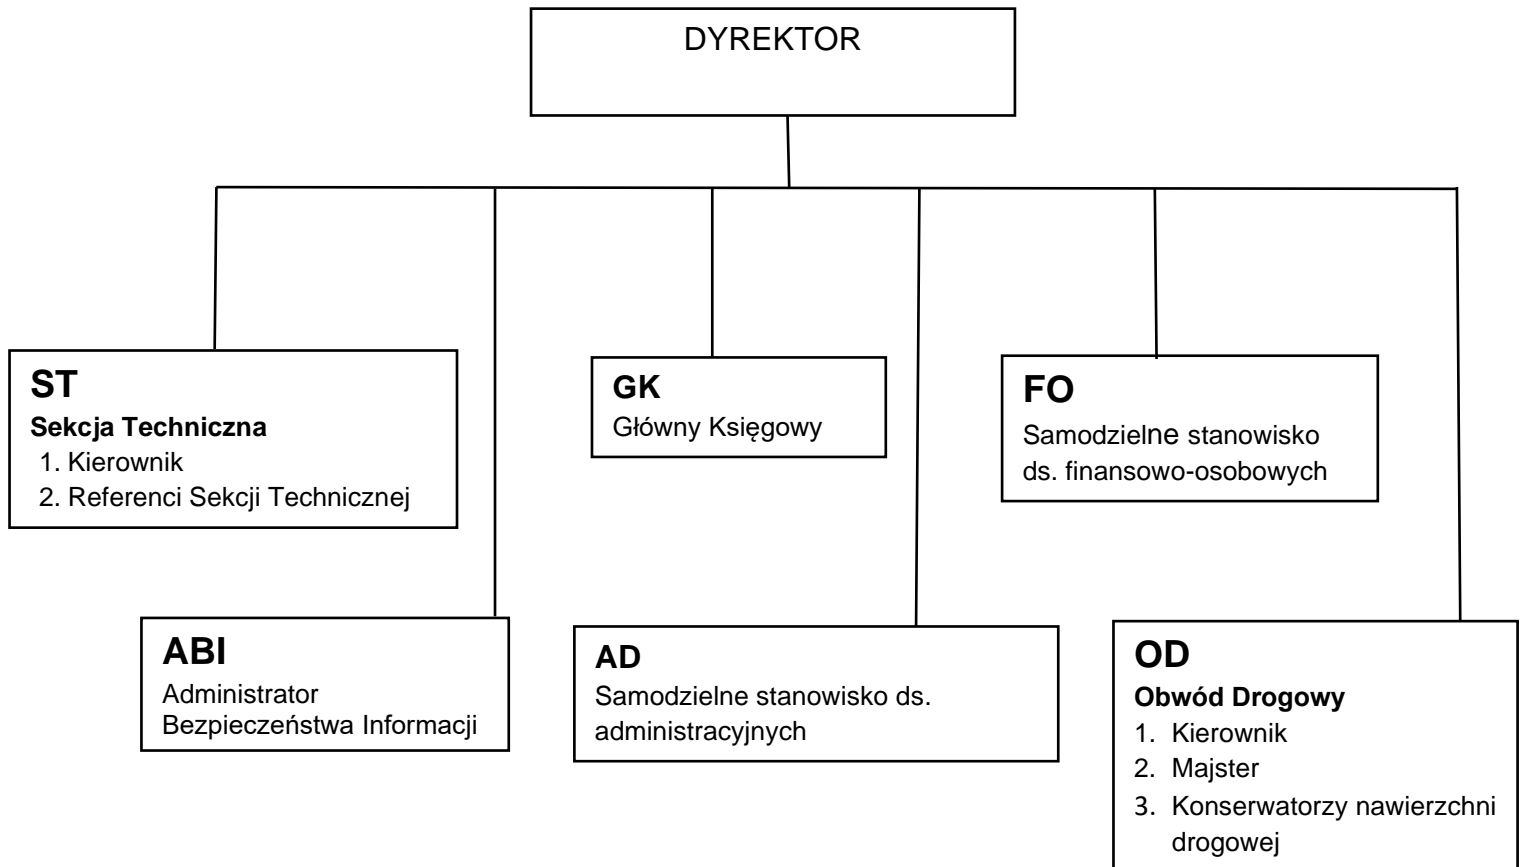 DYREKTOR
ST
Sekcja Techniczna
1. Kierownik
2. Referenci Sekcji Technicznej
GK
Główny Księgowy
FO
Samodzielne stanowisko
ds. finansowo-osobowych
ABI
Administrator
Bezpieczeństwa Informacji
AD
Samodzielne stanowisko ds.
administracyjnych
OD
Obwód Drogowy
1. Kierownik
2. Majster
3. Konserwatorzy nawierzchni
drogowej